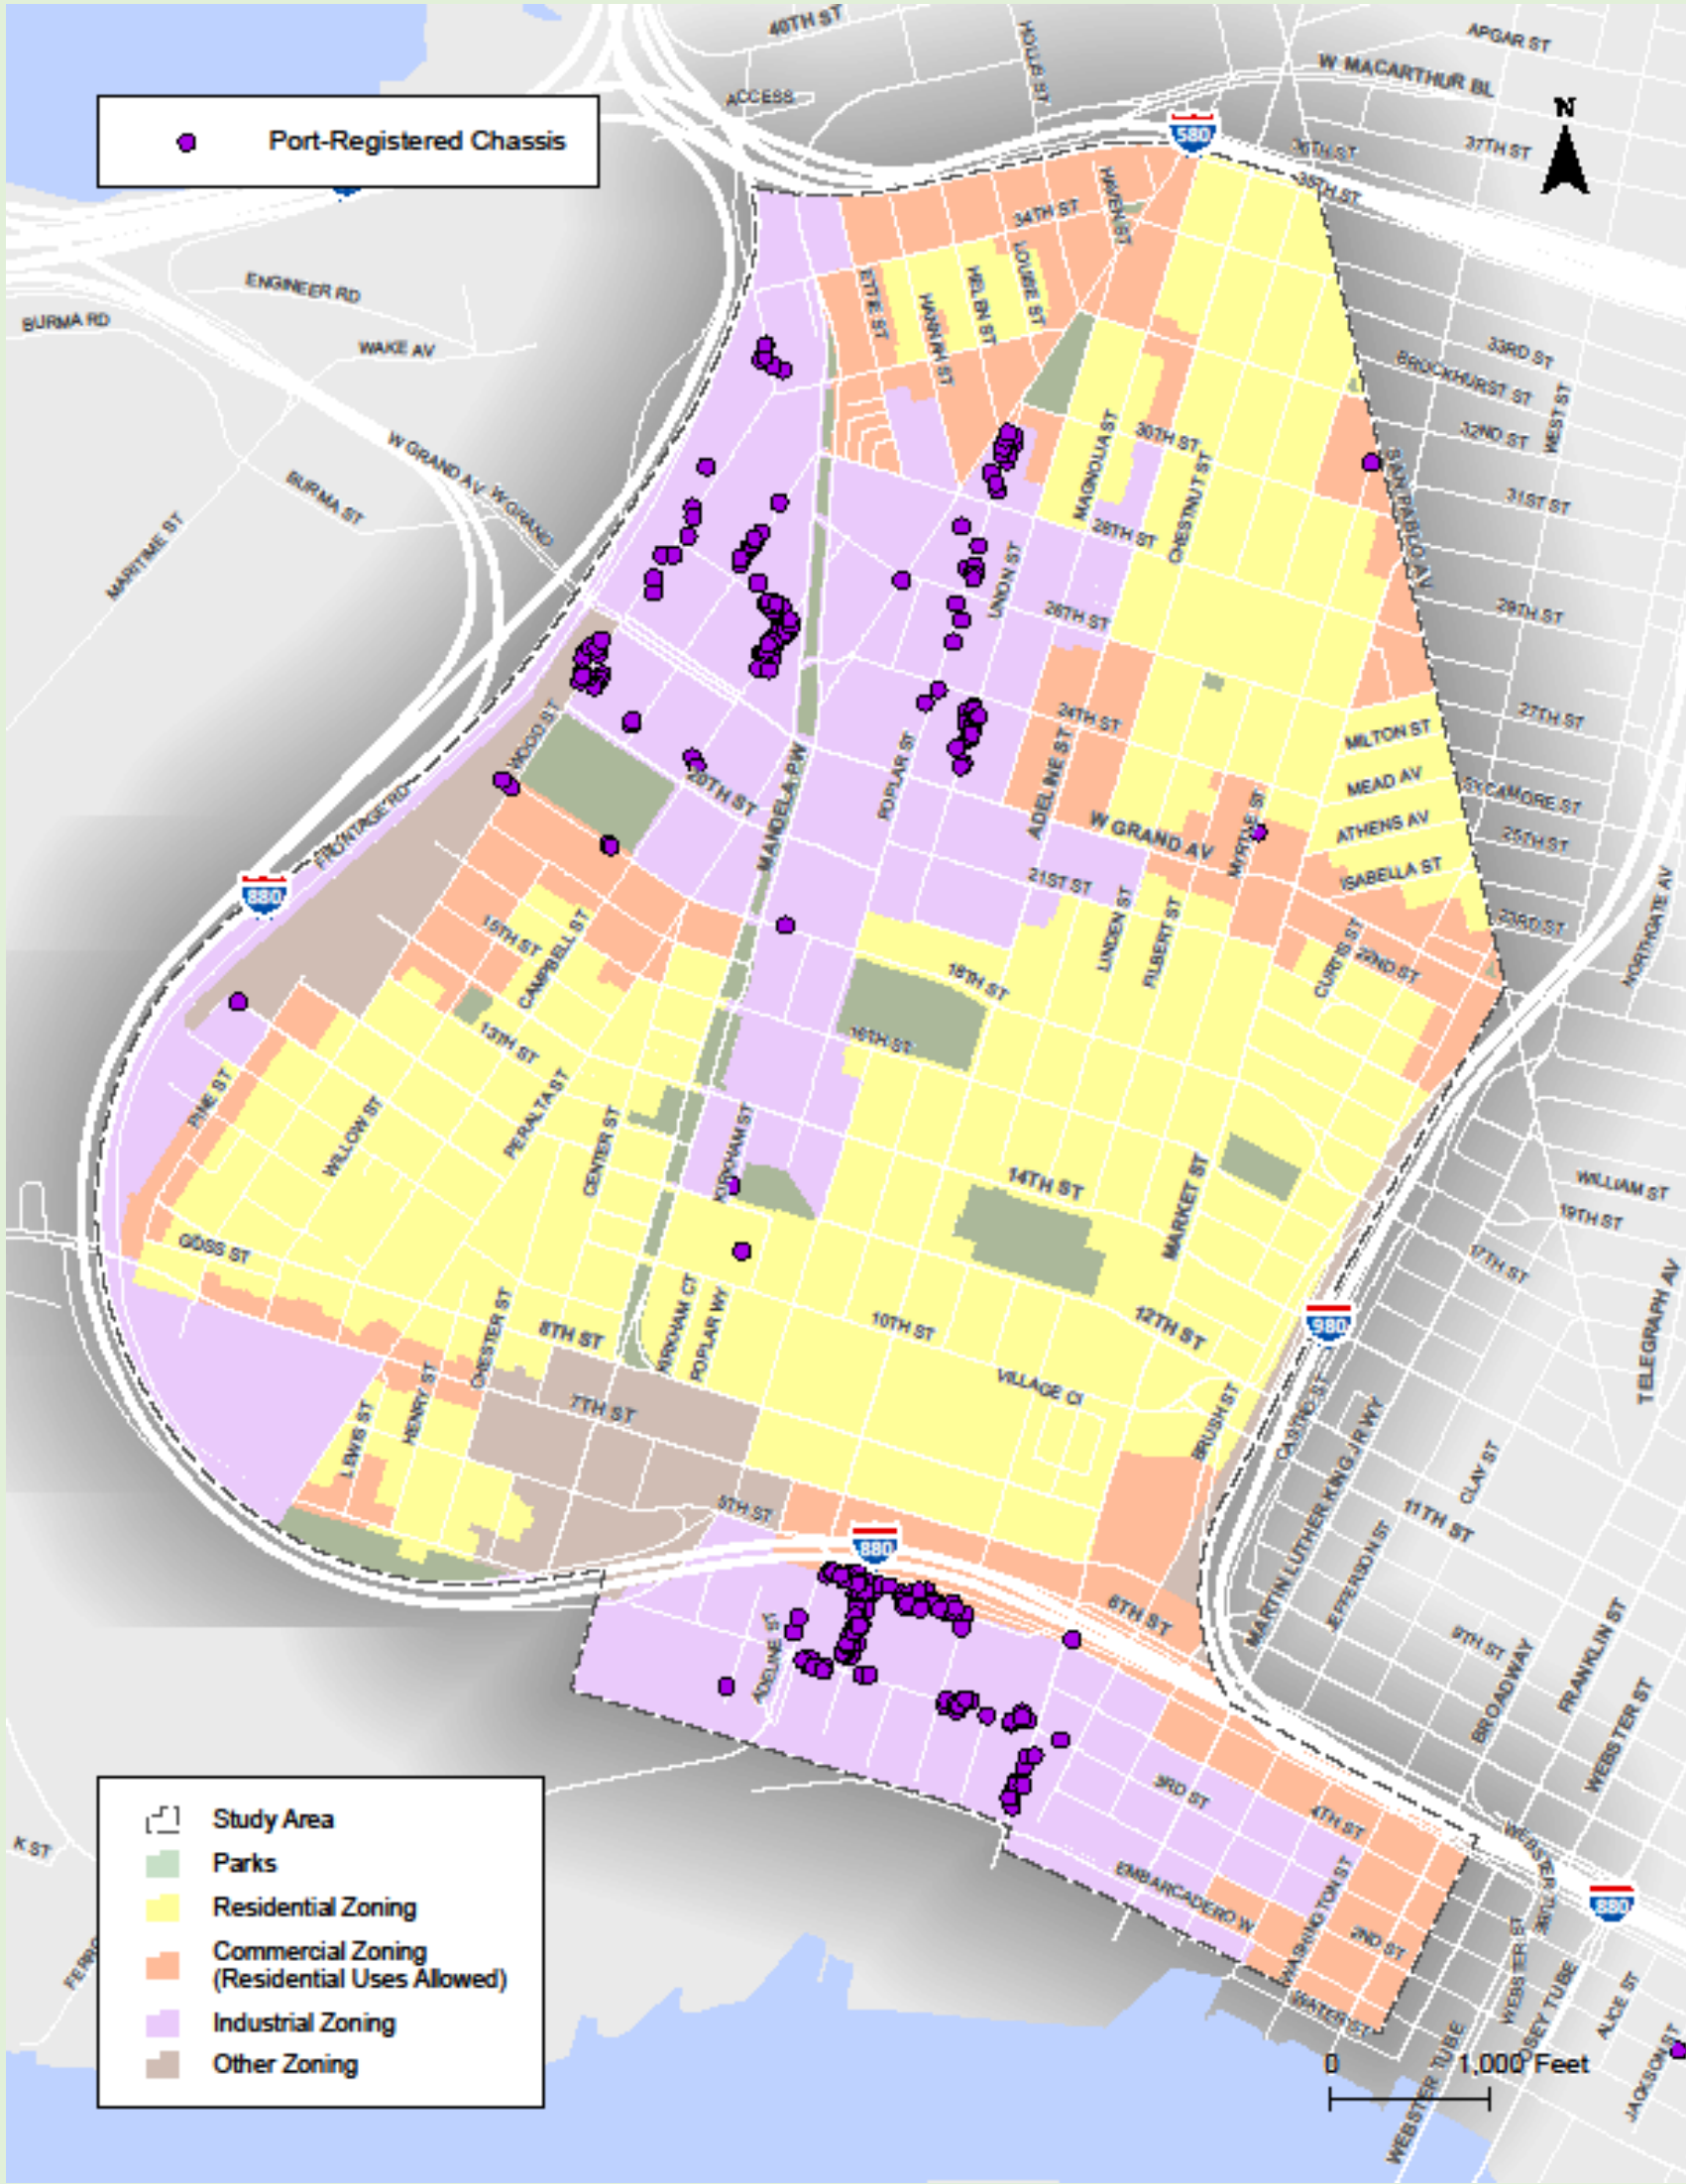 40TH ST
HOLLIS ST
APGAR ST
W MACARTHUR BL
ACCESS
Port-Registered Chassis
N
580
36TH ST
37TH ST
35TH ST
34TH ST
HAVEN ST
ENGINEER RD
BURMA RD
WAKE AV
ETTIE ST
HANNAH ST
HELEN ST
LOUISE ST
33RD ST
BROCKHURST ST
WEST ST
32ND ST
31ST ST
W GRAND AV
W GRAND
BURMA ST
MARITIME ST
MAGNOLIA ST
30TH ST
CHESTNUT ST
28TH ST
SAN PABLO AV
UNION ST
26TH ST
29TH ST
27TH ST
24TH ST
MILTON ST
WOOD ST
MEAD AV
SYCAMORE ST
20TH ST
MANDELA PW
POPLAR ST
ADELINE ST
W GRAND AV
MYRTLE ST
ATHENS AV
25TH ST
FRONTAGE RD
21ST ST
ISABELLA ST
880
23RD ST
NORTHGATE AV
15TH ST
CAMPBELL ST
LINDEN ST
FILBERT ST
CURTIS ST
22ND ST
18TH ST
16TH ST
13TH ST
PINE ST
WILLOW ST
PERALTA ST
CENTER ST
KIRKHAM ST
14TH ST
MARKET ST
WILLIAM ST
19TH ST
17TH ST
GOSS ST
TELEGRAPH AV
CHESTER ST
8TH ST
KIRKHAM CT
POPLAR WY
10TH ST
12TH ST
980
VILLAGE CI
HENRY ST
LEWIS ST
7TH ST
BRUSH ST
CASTRO ST
MARTIN LUTHER KING JR WY
CLAY ST
11TH ST
5TH ST
880
JEFFERSON ST
6TH ST
9TH ST
BROADWAY
FRANKLIN ST
WEBSTER ST
ADELINE ST
3RD ST
4TH ST
Study Area
Parks
Residential Zoning
Commercial Zoning
(Residential Uses Allowed)
Industrial Zoning
Other Zoning
K ST
EMBARCADERO W
WASHINGTON ST
2ND ST
WATER ST
880
WEBSTER ST
ALICE ST
JACKSON ST
WEBSTER TUBE
0 1,000 Feet